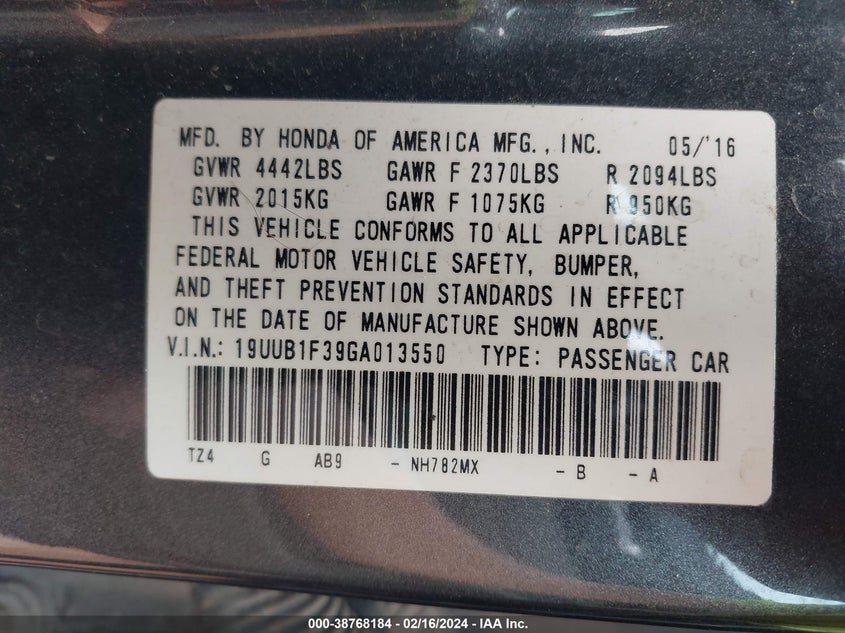 MFD. BY HONDA OF AMERICA MFG., INC. 05/'16
GVWR 4442LBS GAWR F 2370LBS R 2094LBS
GVWR 2015KG GAWR F 1075KG R 950KG
THIS VEHICLE CONFORMS TO ALL APPLICABLE
FEDERAL MOTOR VEHICLE SAFETY, BUMPER,
AND THEFT PREVENTION STANDARDS IN EFFECT
ON THE DATE OF MANUFACTURE SHOWN ABOVE.
V.I.N.: 19UUB1F39GA013550 TYPE: PASSENGER CAR
TZ4 G AB9 - NH782MX - B - A
000-38768184 - 02/16/2024 - IAA Inc.